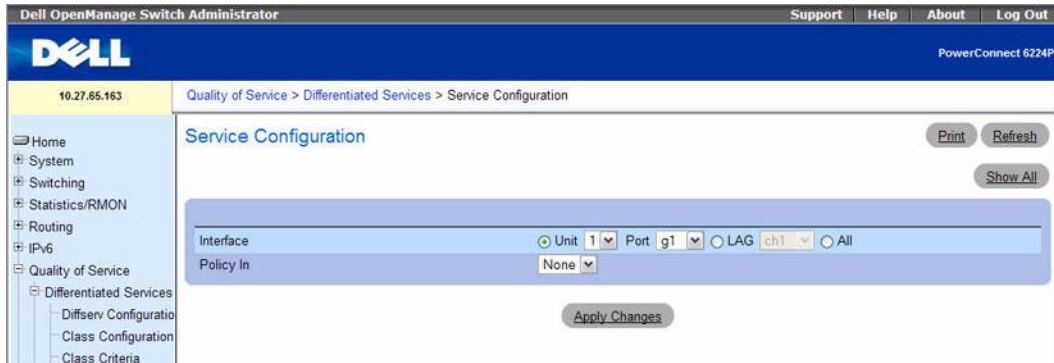 Dell OpenManage Switch Administrator
Support Help About Log Out
DELL
PowerConnect 6224P
10.27.65.163
Quality of Service > Differentiated Services > Service Configuration
Home
System
Switching
Statistics/RMON
Routing
IPv6
Quality of Service
Differentiated Services
Diffserv Configuratio
Class Configuration
Class Criteria
Service Configuration
Print Refresh
Show All
Interface Unit 1 Port g1 LAG ch1 All
Policy In None
Apply Changes